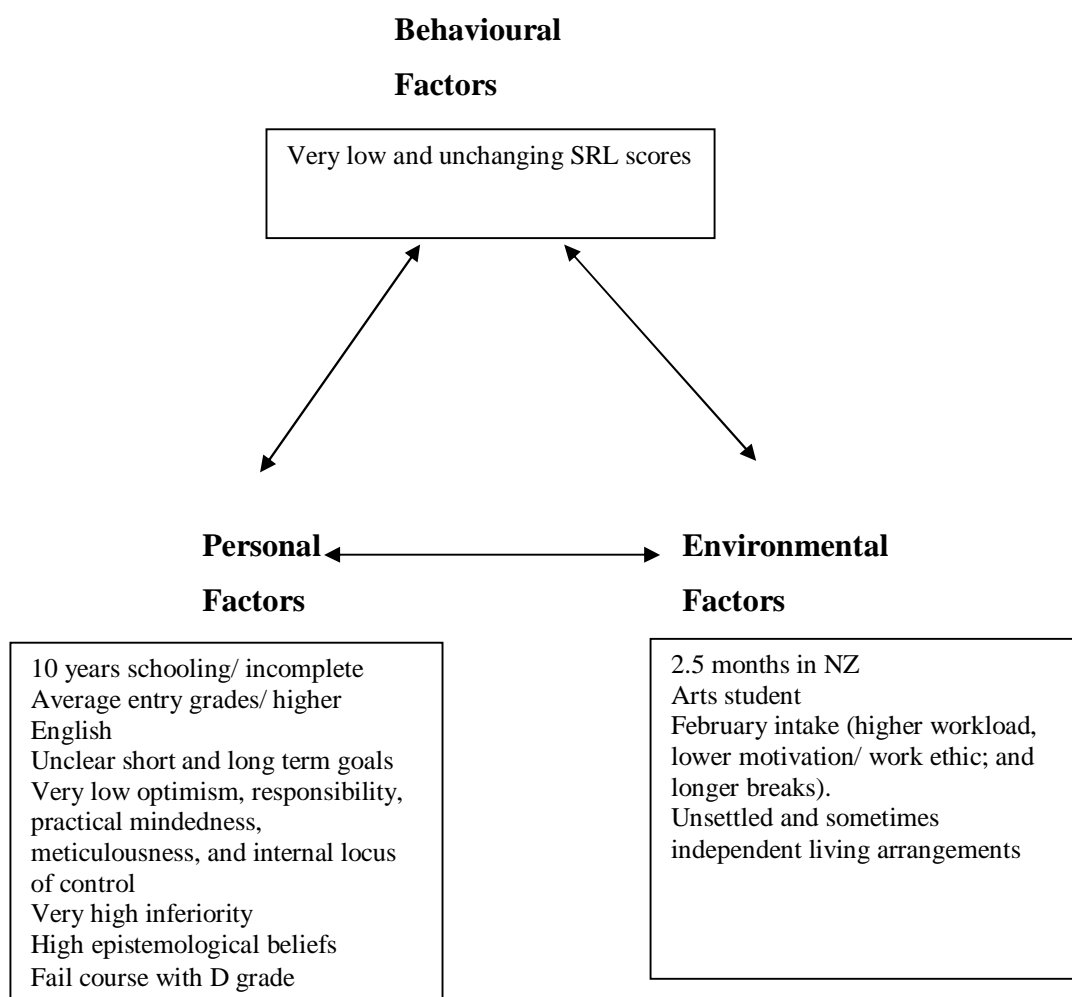 Behavioural
Factors
Very low and unchanging SRL scores
Personal
Factors
10 years schooling/ incomplete
Average entry grades/ higher
English
Unclear short and long term goals
Very low optimism, responsibility,
practical mindedness,
meticulousness, and internal locus
of control
Very high inferiority
High epistemological beliefs
Fail course with D grade
Environmental
Factors
2.5 months in NZ
Arts student
February intake (higher workload,
lower motivation/ work ethic; and
longer breaks).
Unsettled and sometimes
independent living arrangements